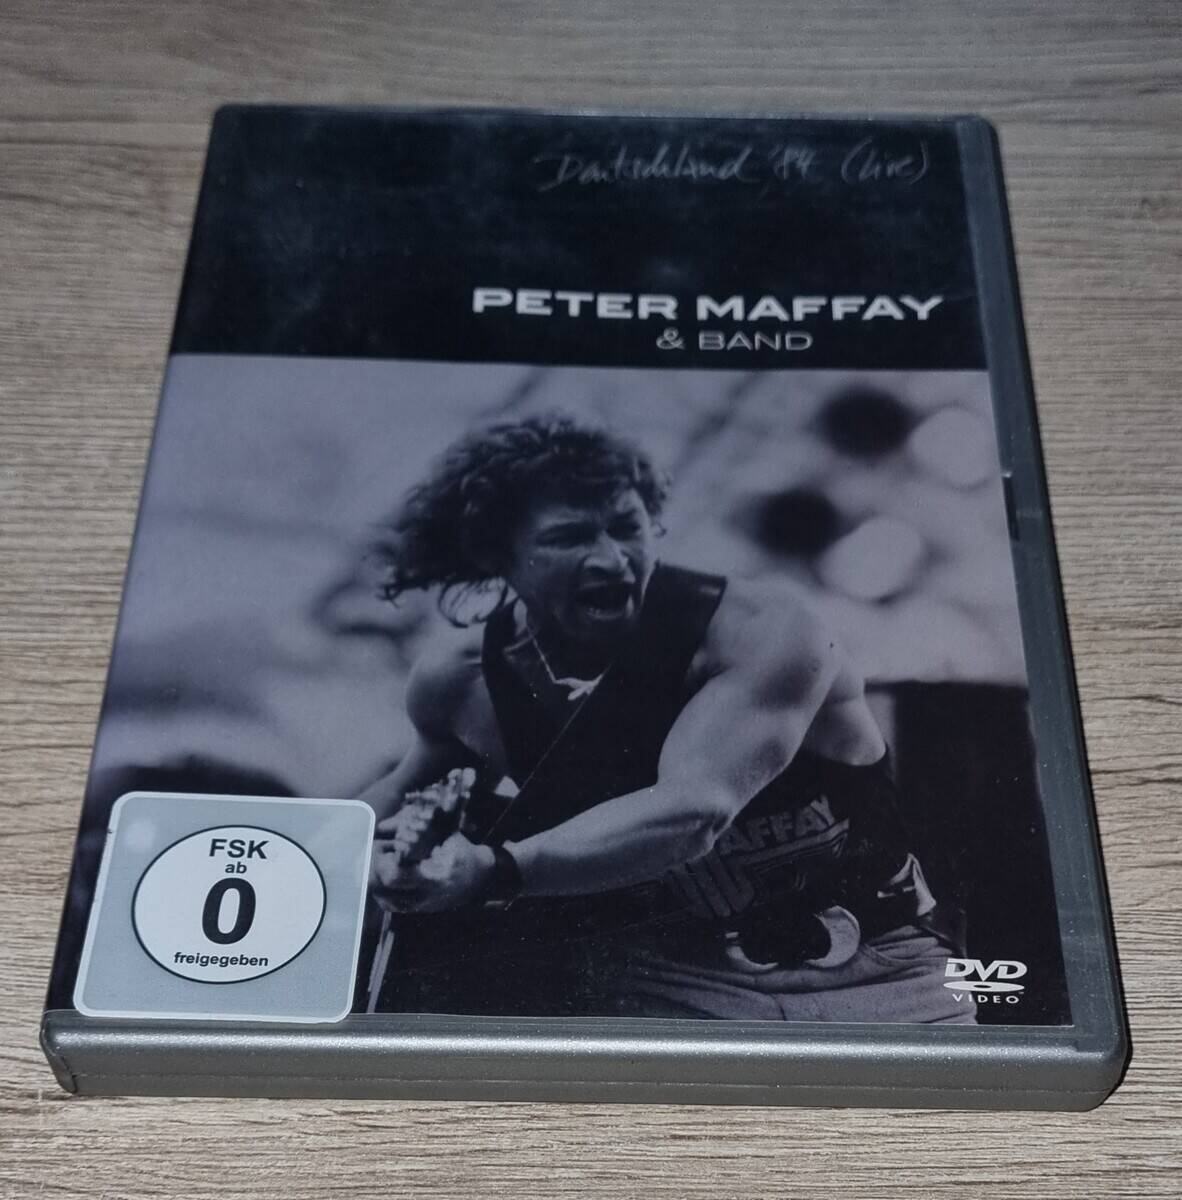 Deutschland '84 (Live)
PETER MAFFAY
& BAND
MAFFAY
FSK
ab
0
freigegeben
DVD
VIDEO